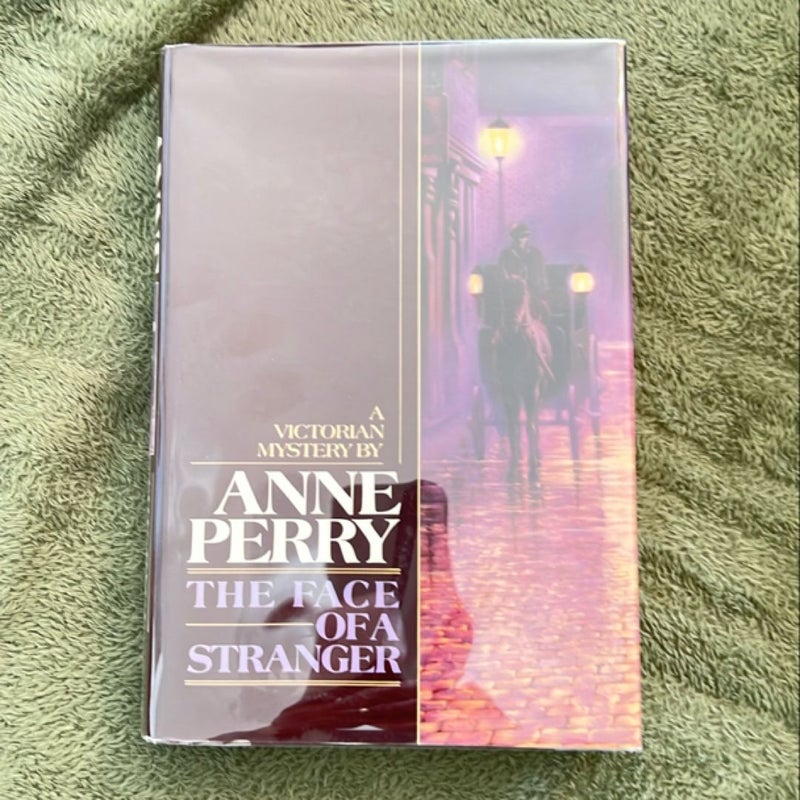 A
VICTORIAN
MYSTERY BY
ANNE
PERRY
THE FACE
OF A
STRANGER